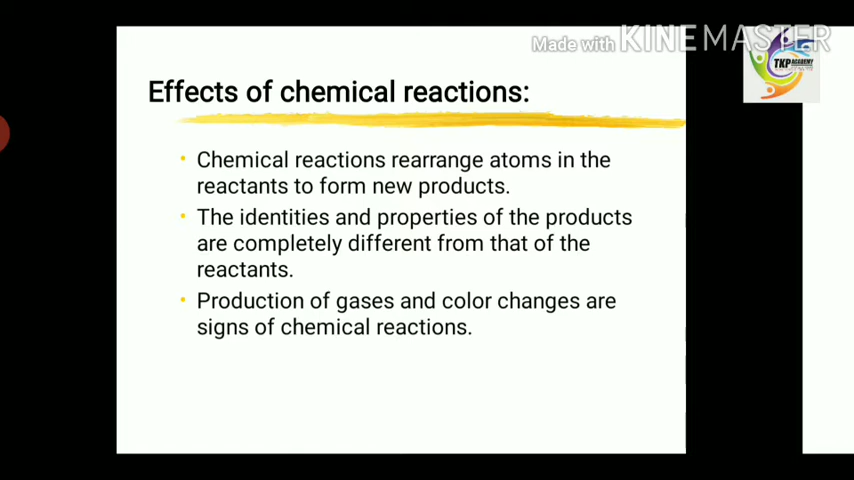 Made with KINEMASTER
TKP ACADEMY
Effects of chemical reactions:
• Chemical reactions rearrange atoms in the
reactants to form new products.
• The identities and properties of the products
are completely different from that of the
reactants.
• Production of gases and color changes are
signs of chemical reactions.